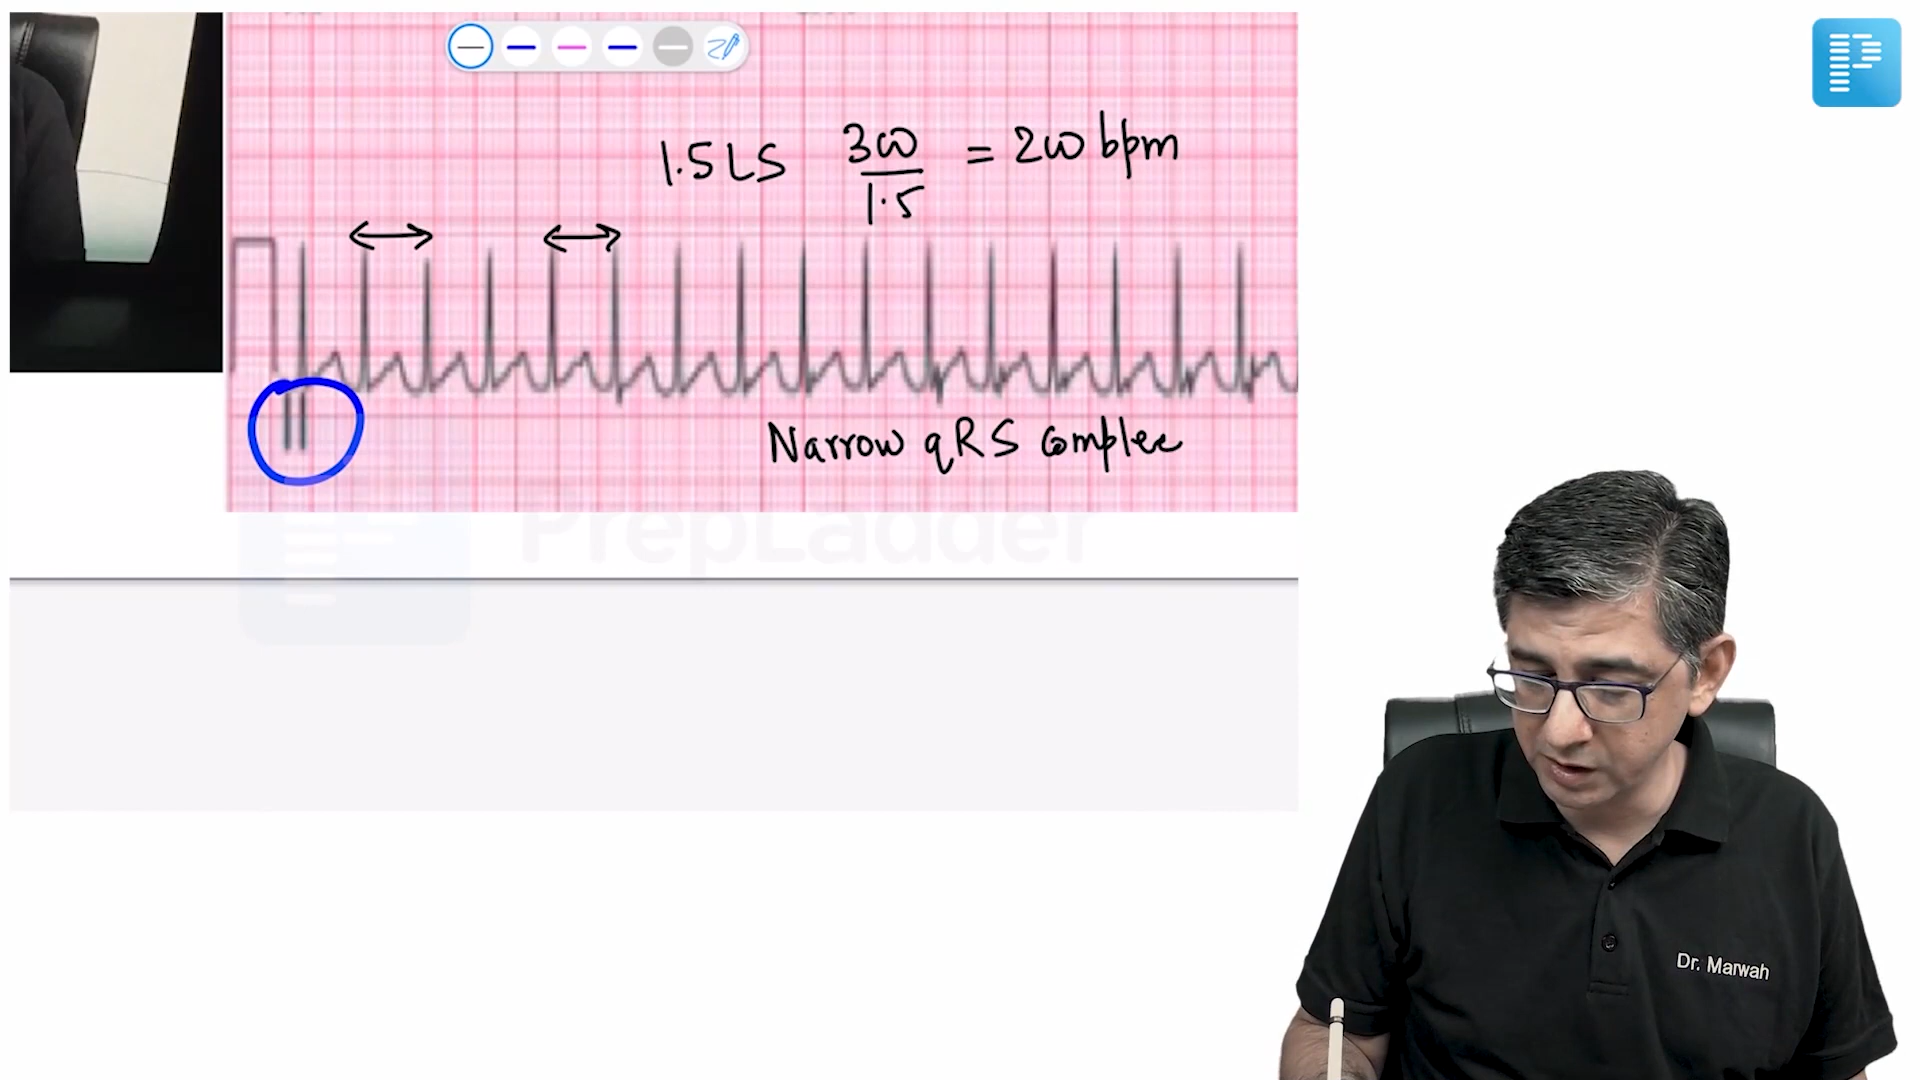 1.5 LS 300 = 200 bpm
1.5
Narrow qRS complex
PrepLadder
Dr. Marwah